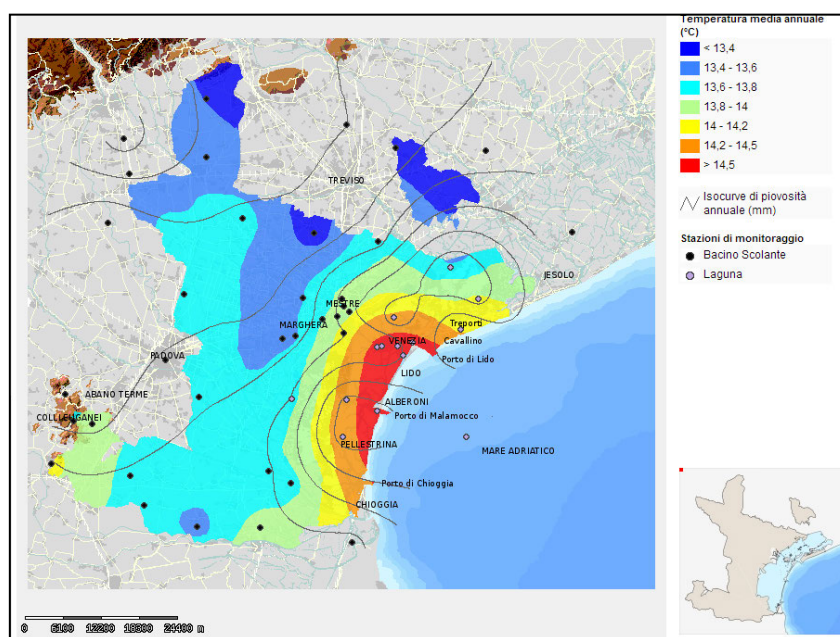 Temperatura media annuale
(°C)
< 13,4
13,4 - 13,6
13,6 - 13,8
13,8 - 14
14 - 14,2
14,2 - 14,5
> 14,5
Isocurve di piovosità
annuale (mm)
Stazioni di monitoraggio
Bacino Scolante
Laguna
TREVISO
JESOLO
MESTRE
MARGHERA
Treporti
VENEZIA
Cavallino
PADOVA
Porto di Lido
LIDO
ABANO TERME
ALBERONI
COLLI EUGANEI
Porto di Malamocco
PELLESTRINA
MARE ADRIATICO
Porto di Chioggia
CHIOGGIA
0 6100 12200 18300 24400 m